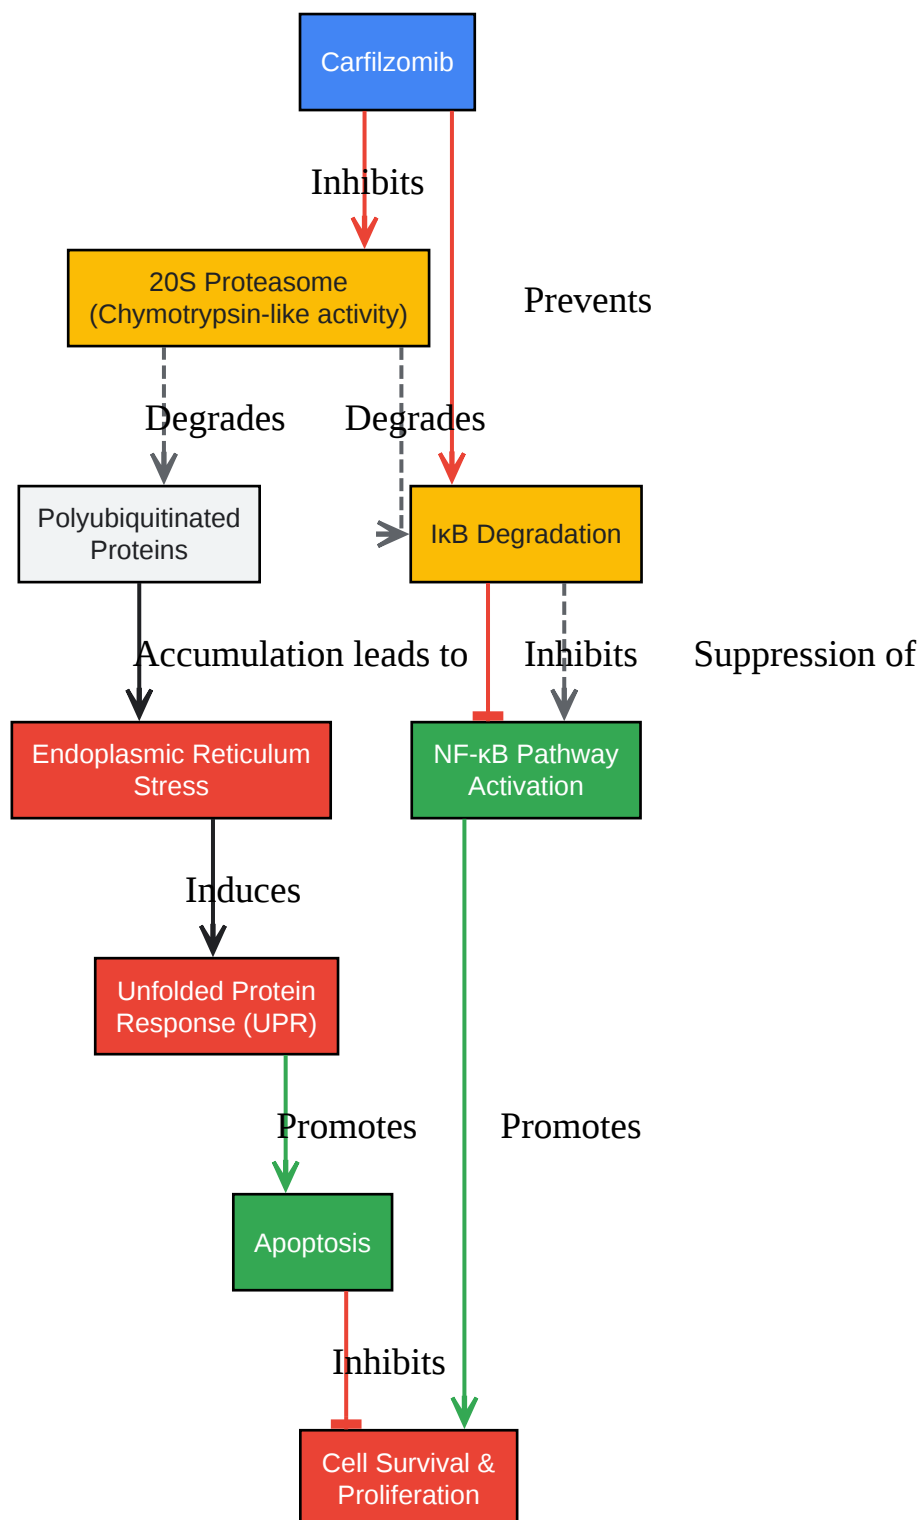 Carfilzomib
Inhibits
20S Proteasome
(Chymotrypsin-like activity)
Prevents
Degrades
Degrades
Polyubiquitinated
Proteins
IκB Degradation
Accumulation leads to
Inhibits
Suppression of
Endoplasmic Reticulum
Stress
NF-κB Pathway
Activation
Induces
Unfolded Protein
Response (UPR)
Promotes
Promotes
Apoptosis
Inhibits
Cell Survival &
Proliferation